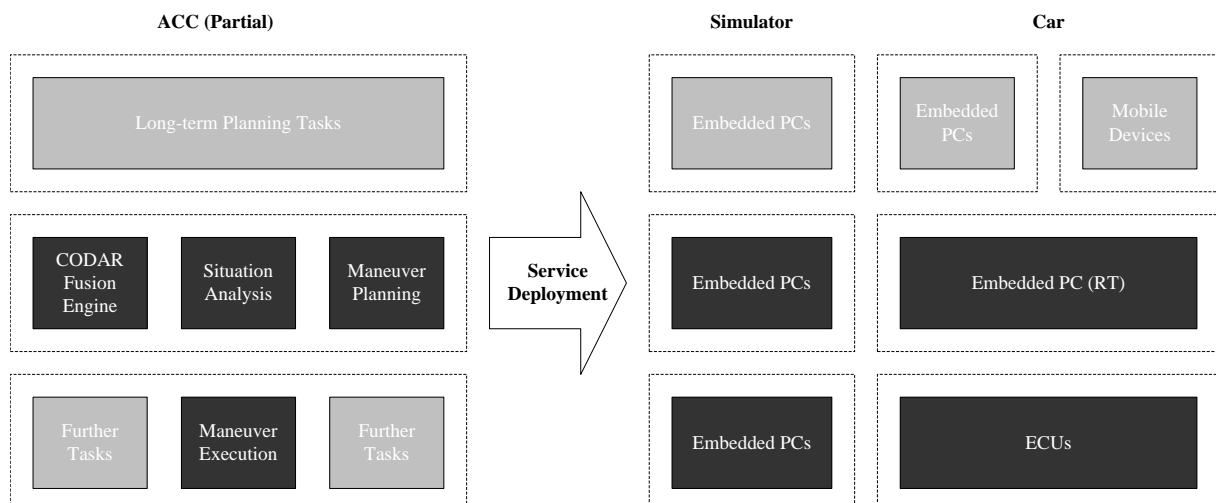 ACC (Partial)
Simulator
Car
Long-term Planning Tasks
Embedded PCs
Embedded
PCs
Mobile
Devices
CODAR
Fusion
Engine
Situation
Analysis
Maneuver
Planning
Service
Deployment
Embedded PCs
Embedded PC (RT)
Further
Tasks
Maneuver
Execution
Further
Tasks
Embedded PCs
ECUs